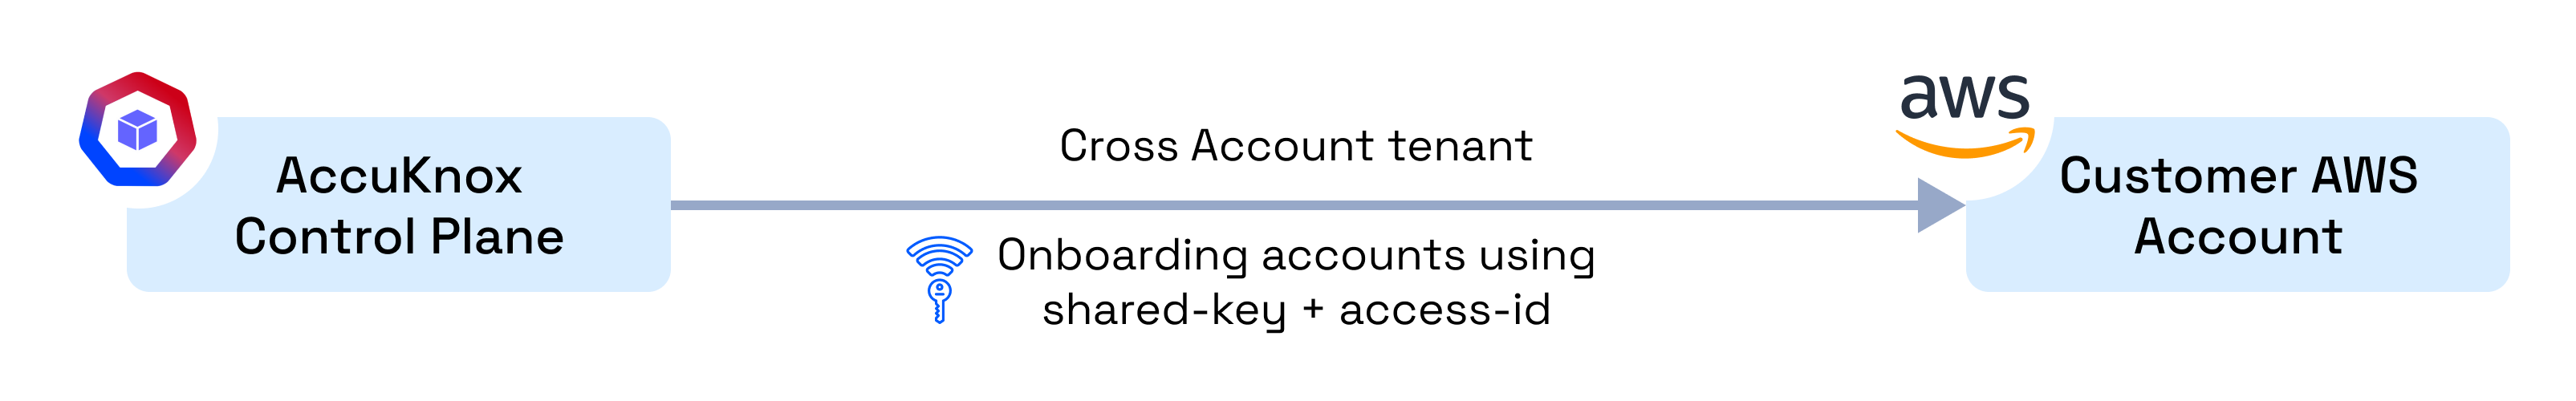 AccuKnox
Control Plane
Cross Account tenant
Onboarding accounts using
shared-key + access-id
aws
Customer AWS
Account